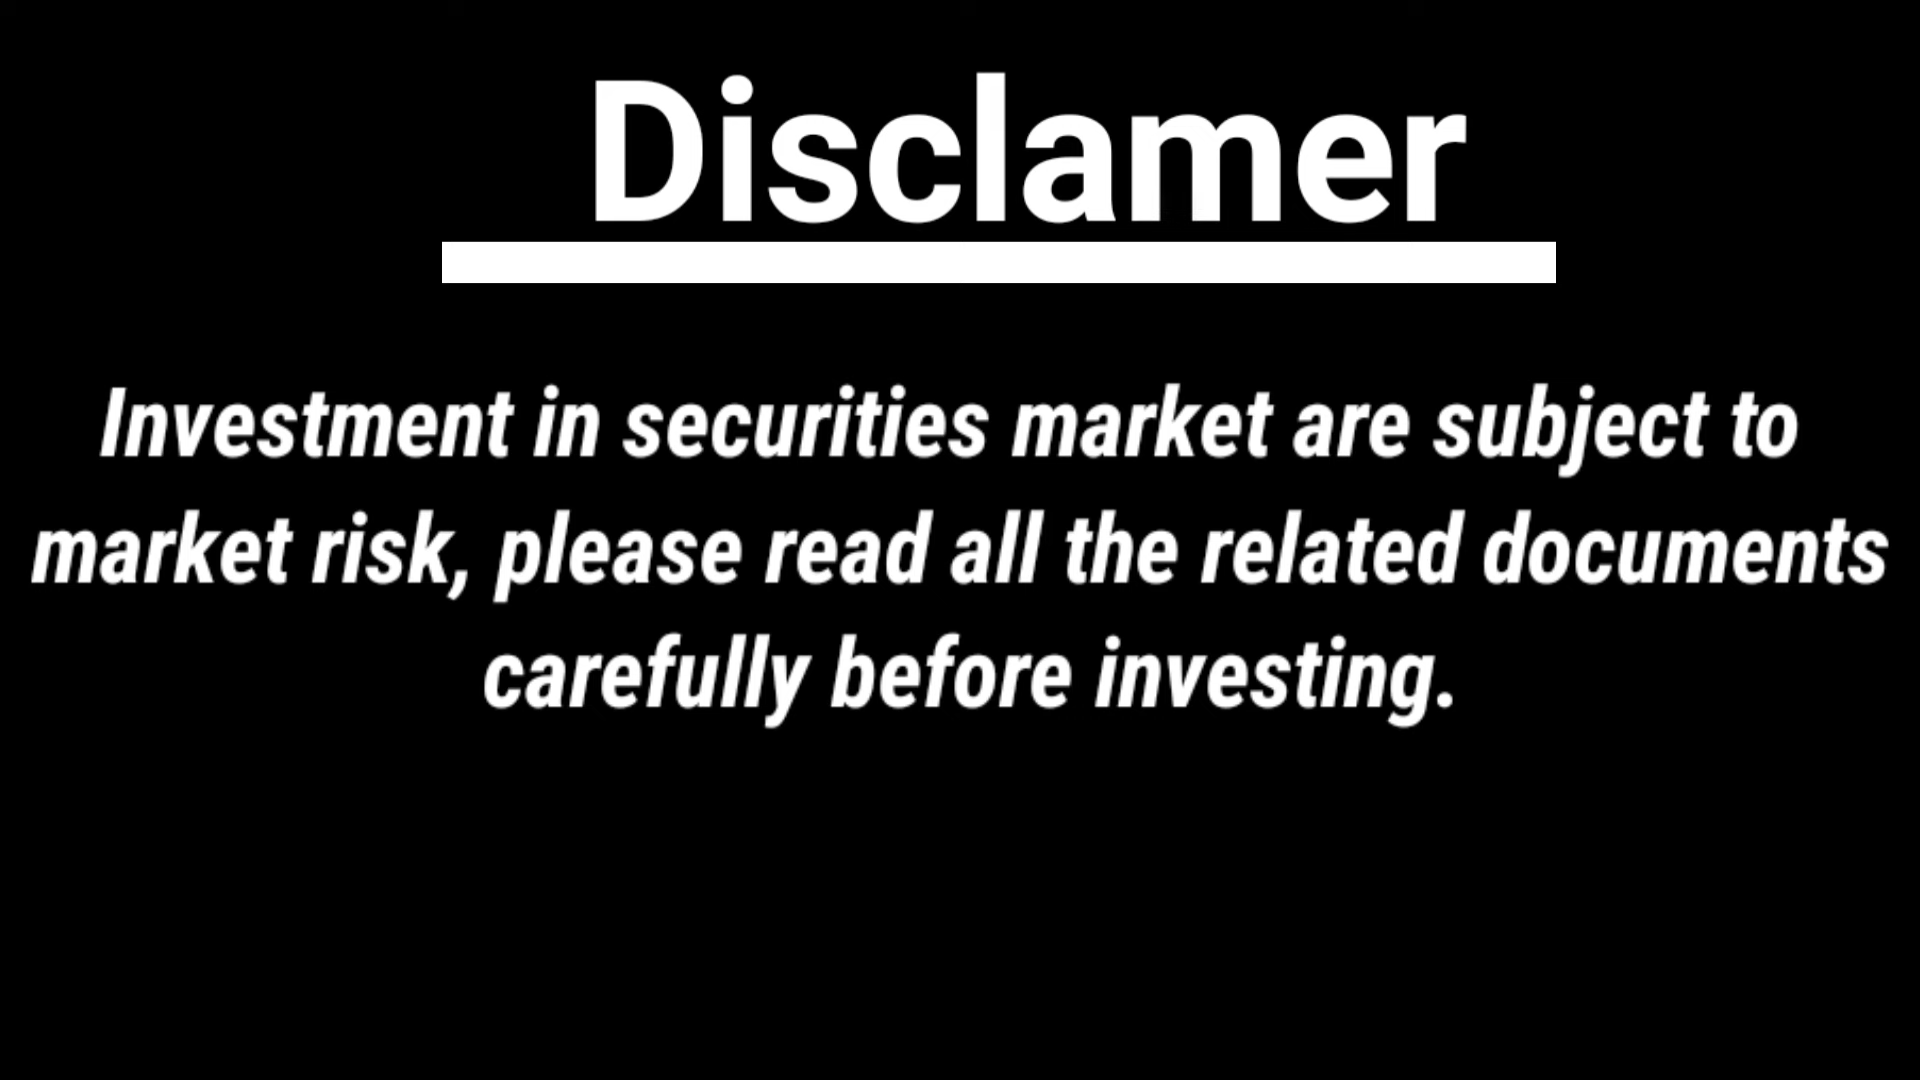 Disclamer
Investment in securities market are subject to
market risk, please read all the related documents
carefully before investing.